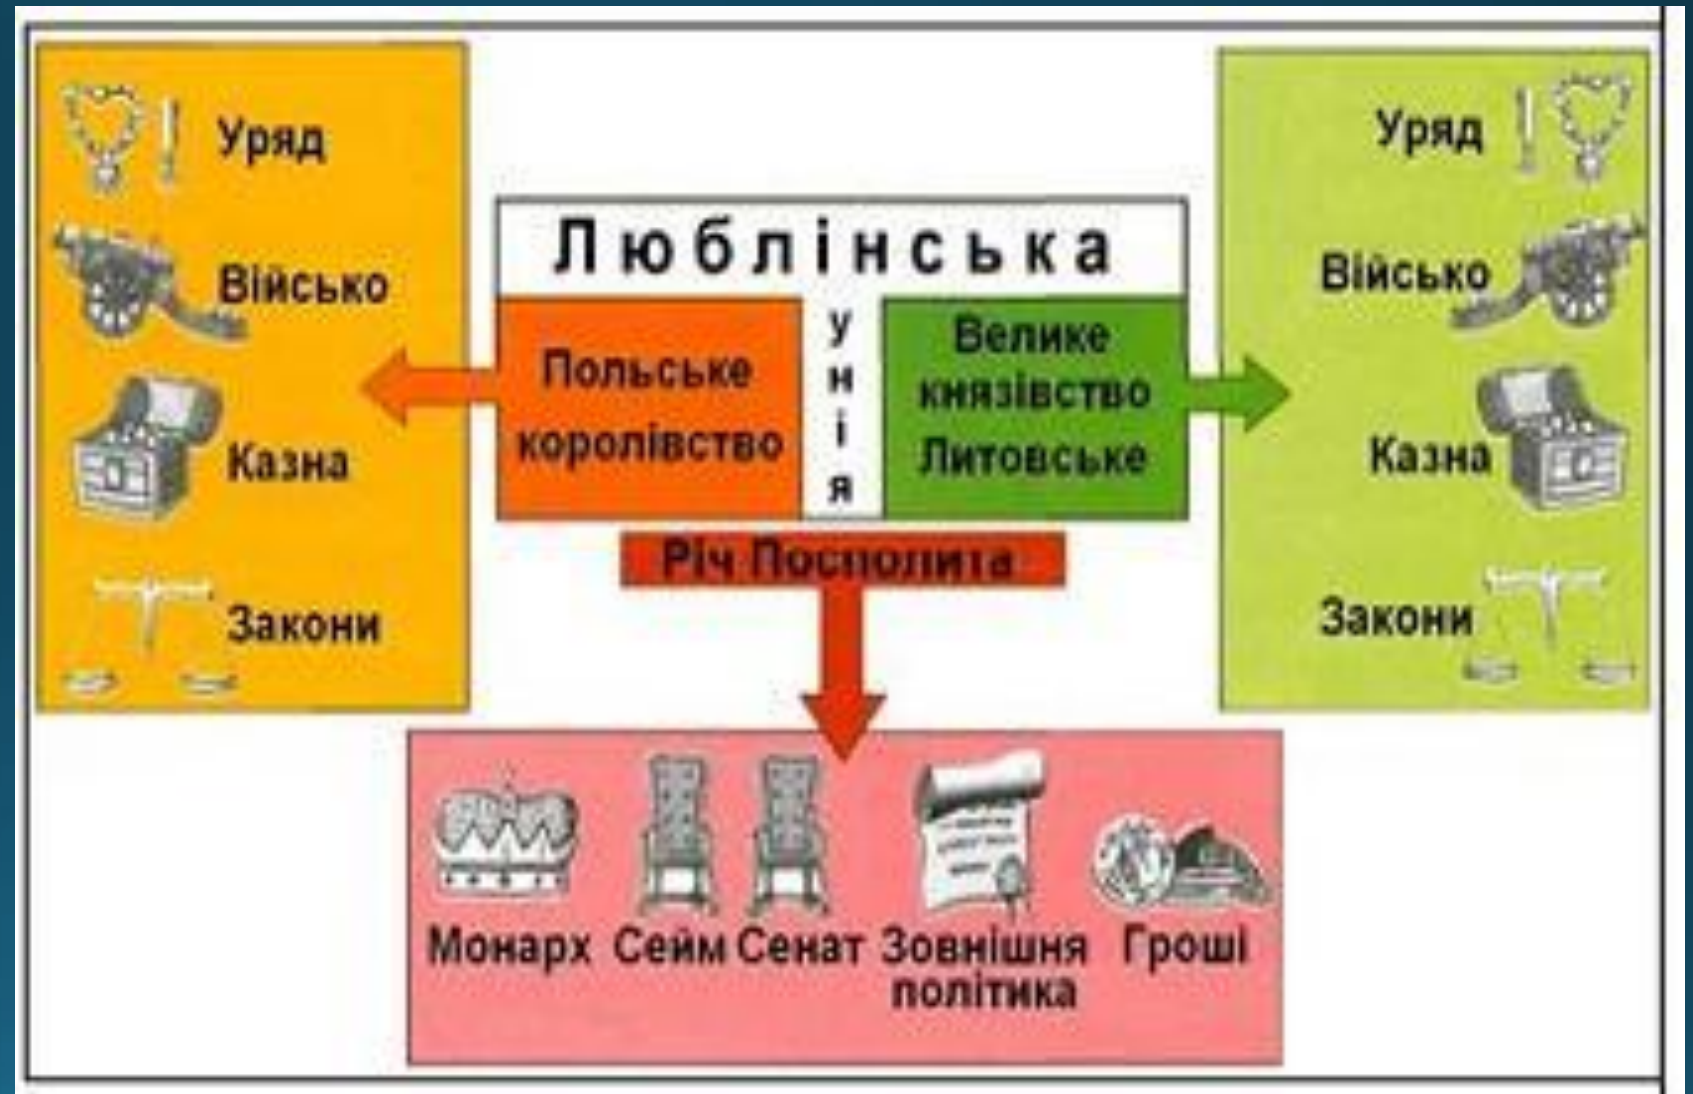 Уряд
Військо
Казна
Закони
Люблінська
унія
Польське
королівство
Велике
князівство
Литовське
Річ Посполита
Уряд
Військо
Казна
Закони
Монарх Сейм Сенат Зовнішня політика Гроші